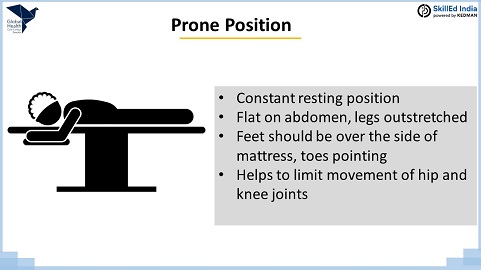 Global
Health
SkillEd India
powered by KEDMAN
Prone Position
• Constant resting position
• Flat on abdomen, legs outstretched
• Feet should be over the side of
mattress, toes pointing
• Helps to limit movement of hip and
knee joints